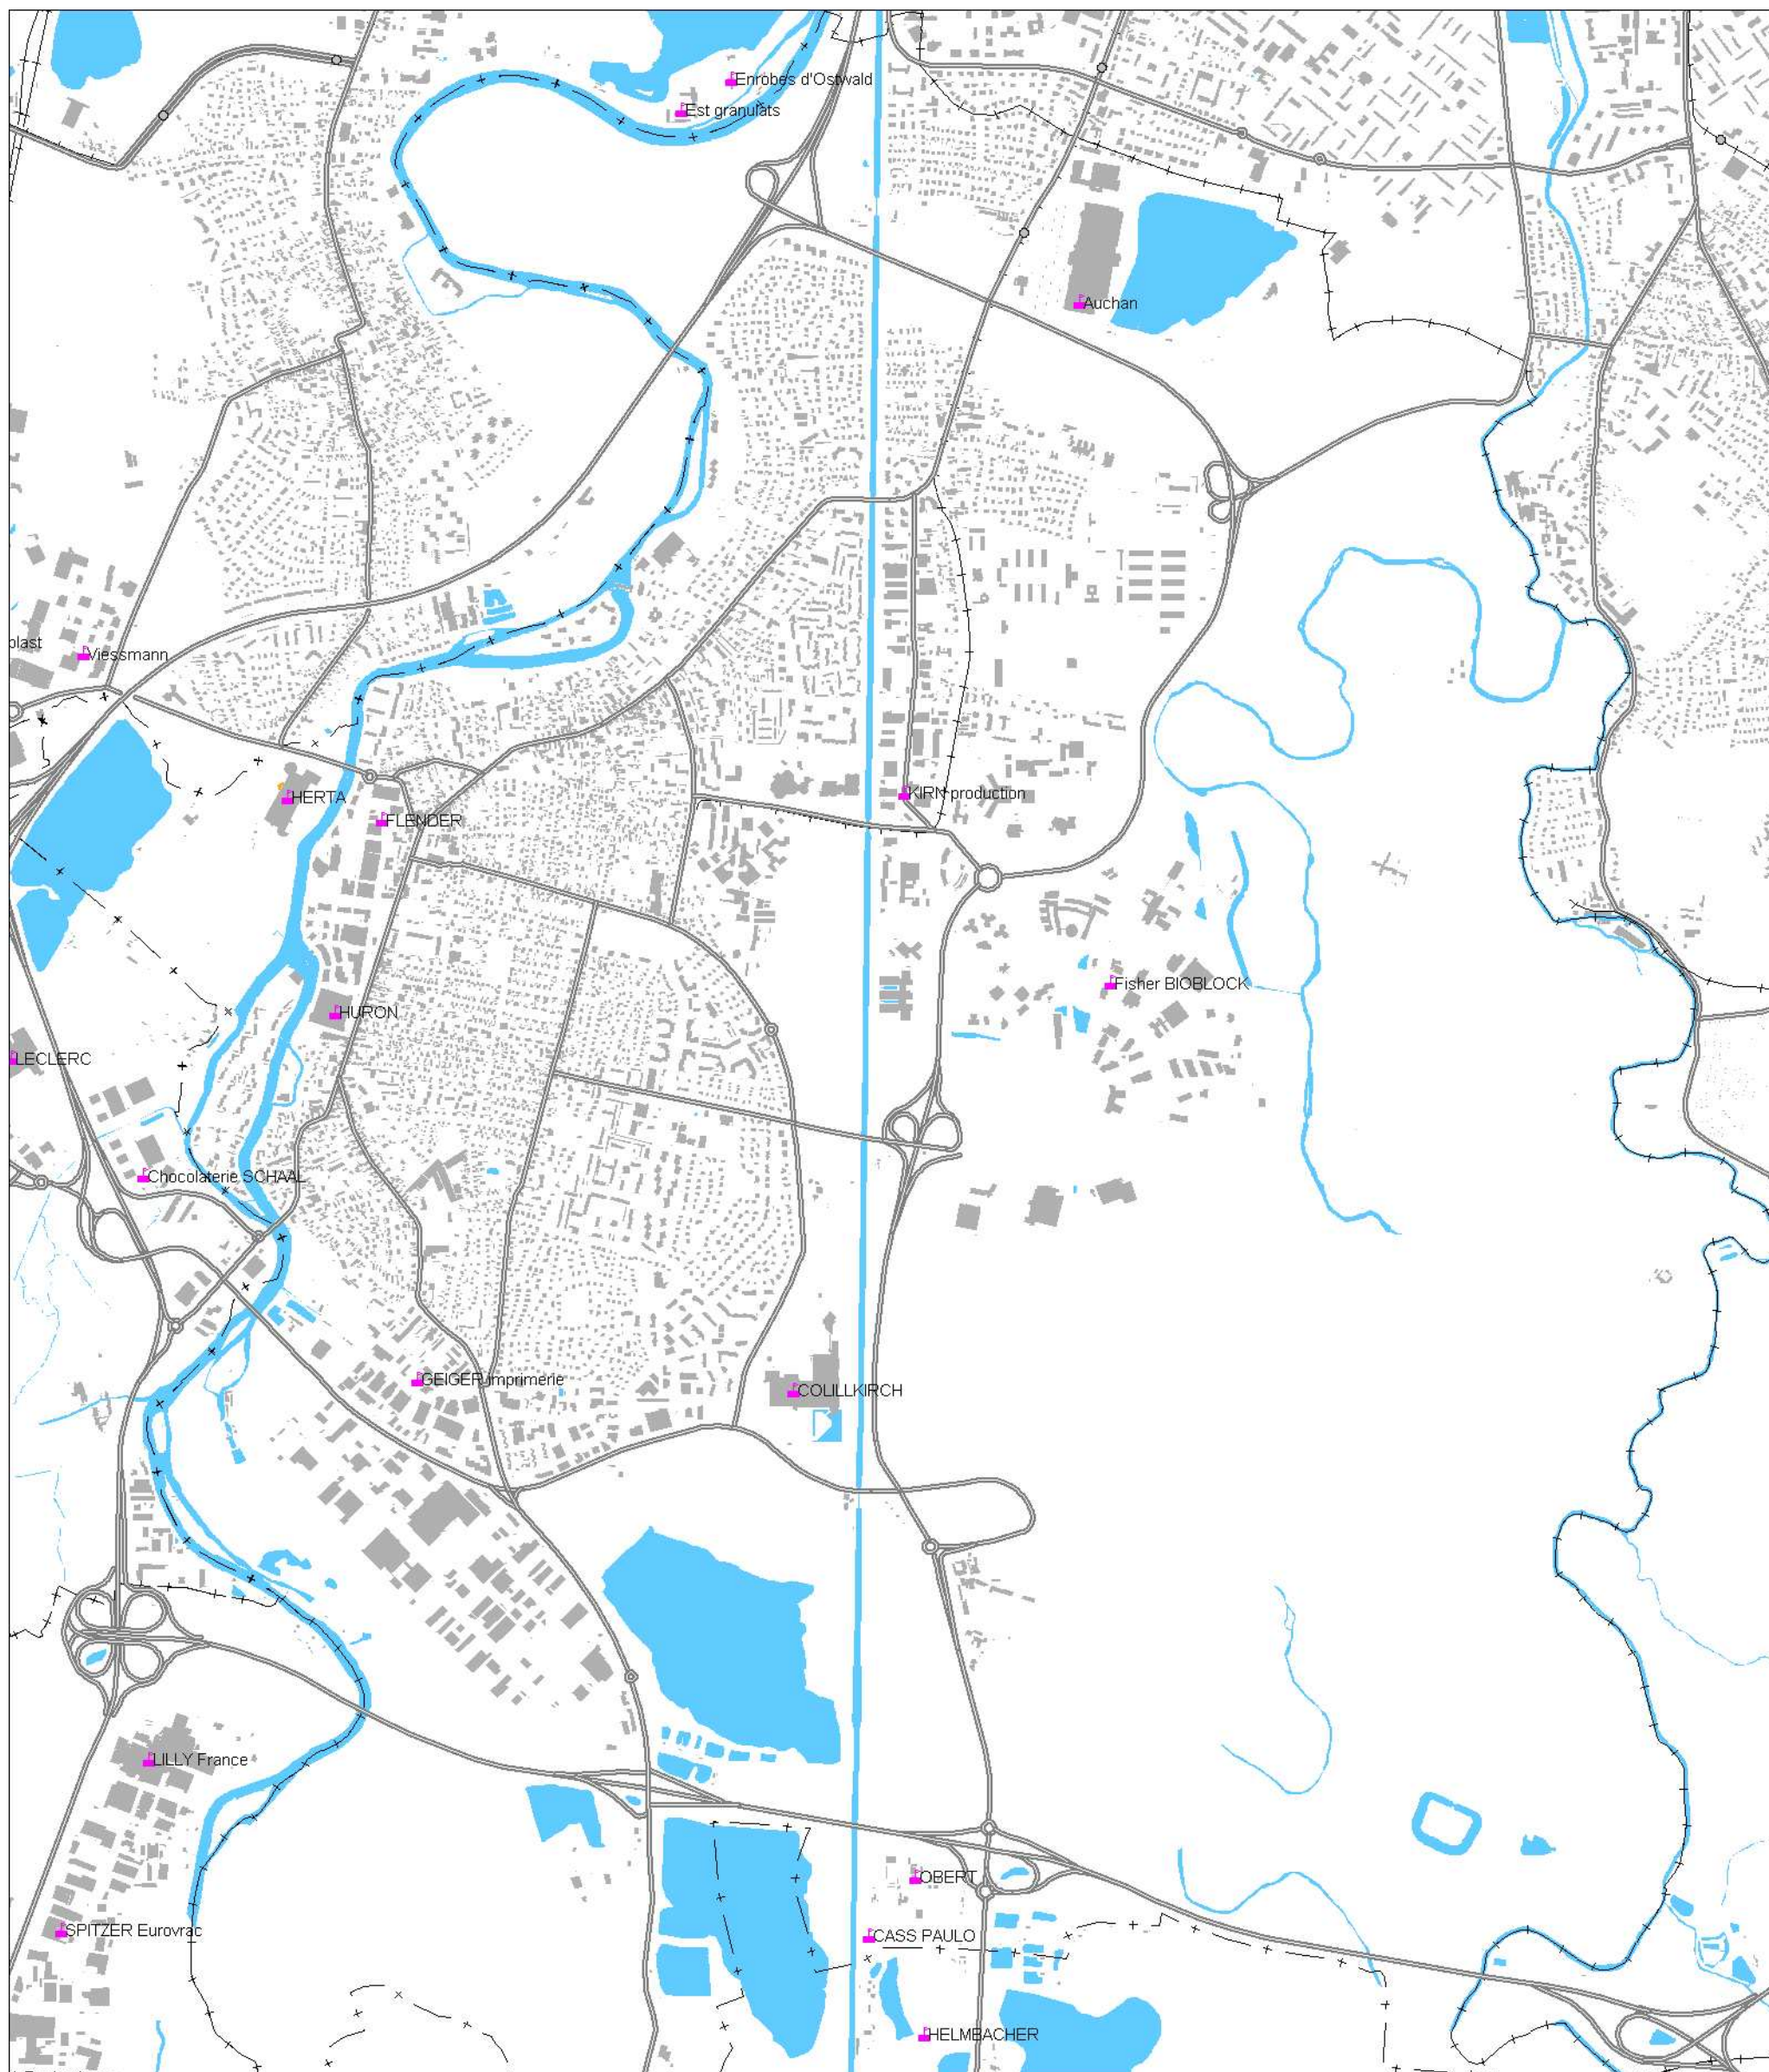 Enrobes d'Ostwald
Est granulats
Auchan
plast
Viessmann
HERTA
KIRN production
FLENDER
Fisher BIOBLOCK
HURON
LECLERC
Chocolaterie SCHAAL
GEIGER imprimerie
COLILLKIRCH
LILLY France
OBERT
SPITZER Eurovrac
CASS PAULO
HELMBACHER